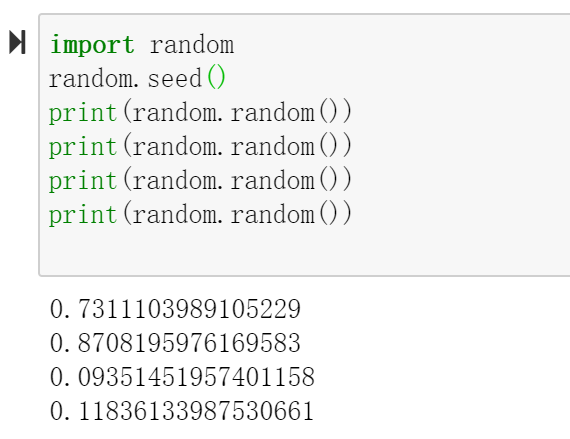 import random
random.seed()
print(random.random())
print(random.random())
print(random.random())
print(random.random())
0.7311103989105229
0.8708195976169583
0.09351451957401158
0.11836133987530661